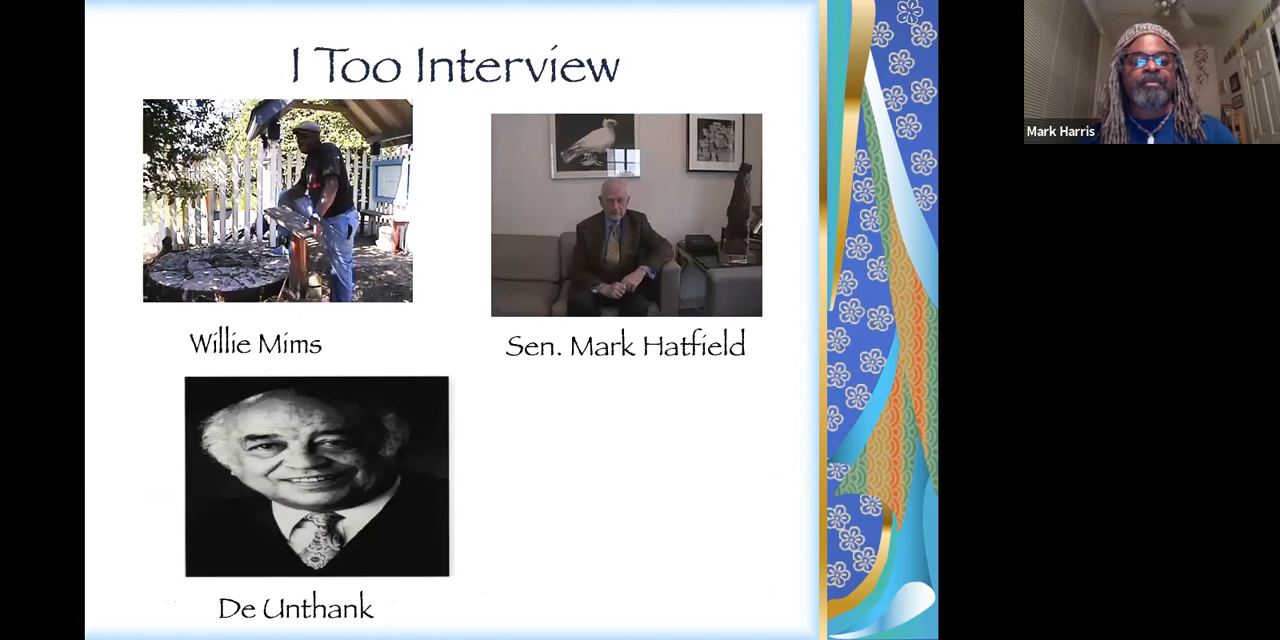 I Too Interview
Mark Harris
Willie Mims
Sen. Mark Hatfield
De Unthank